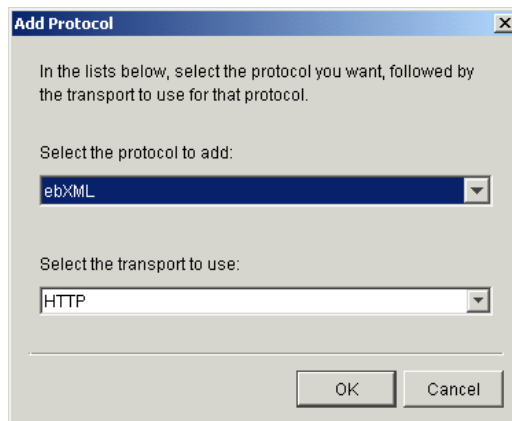 Add Protocol
In the lists below, select the protocol you want, followed by
the transport to use for that protocol.
Select the protocol to add:
ebXML
Select the transport to use:
HTTP
OK Cancel